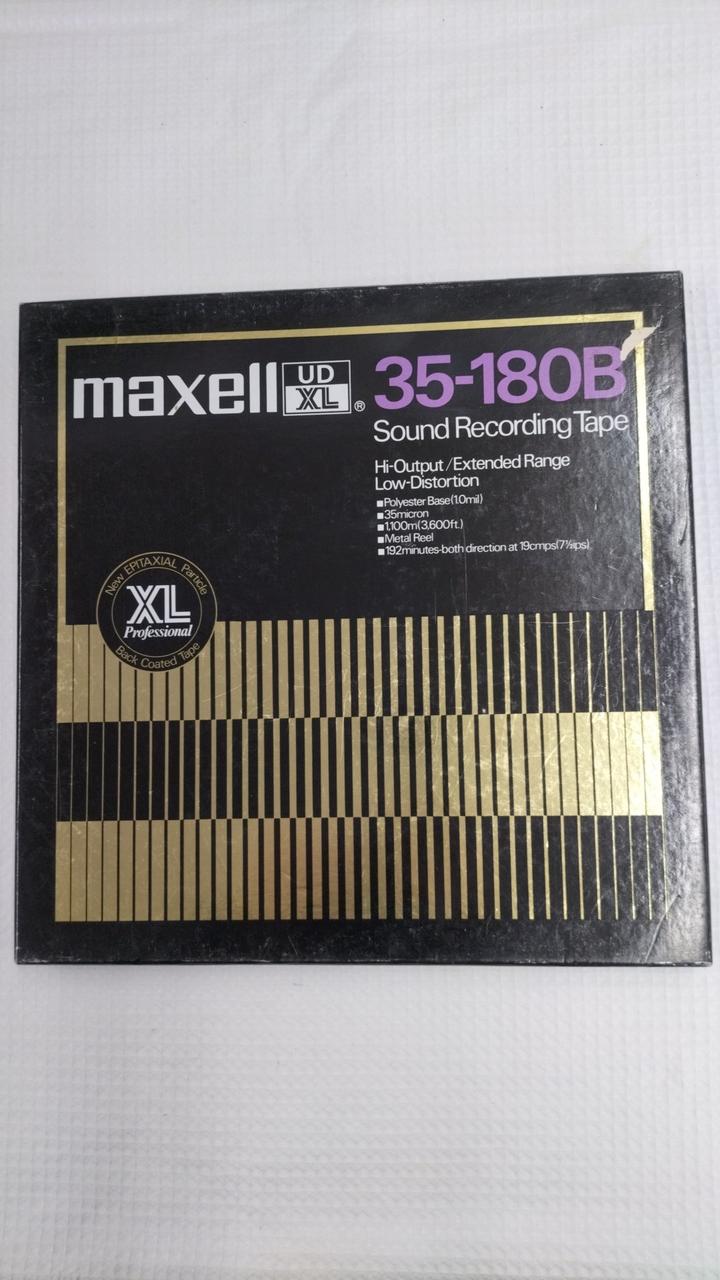 maxell UD XL ® 35-180B
Sound Recording Tape
Hi-Output/Extended Range
Low-Distortion
■Polyester Base(1.0mil)
■35micron
■1,100m(3,600ft.)
■Metal Reel
■192minutes-both direction at 19cmps(7½ips)
New EPITAXIAL Particle
XL
Professional
Back Coated Tape